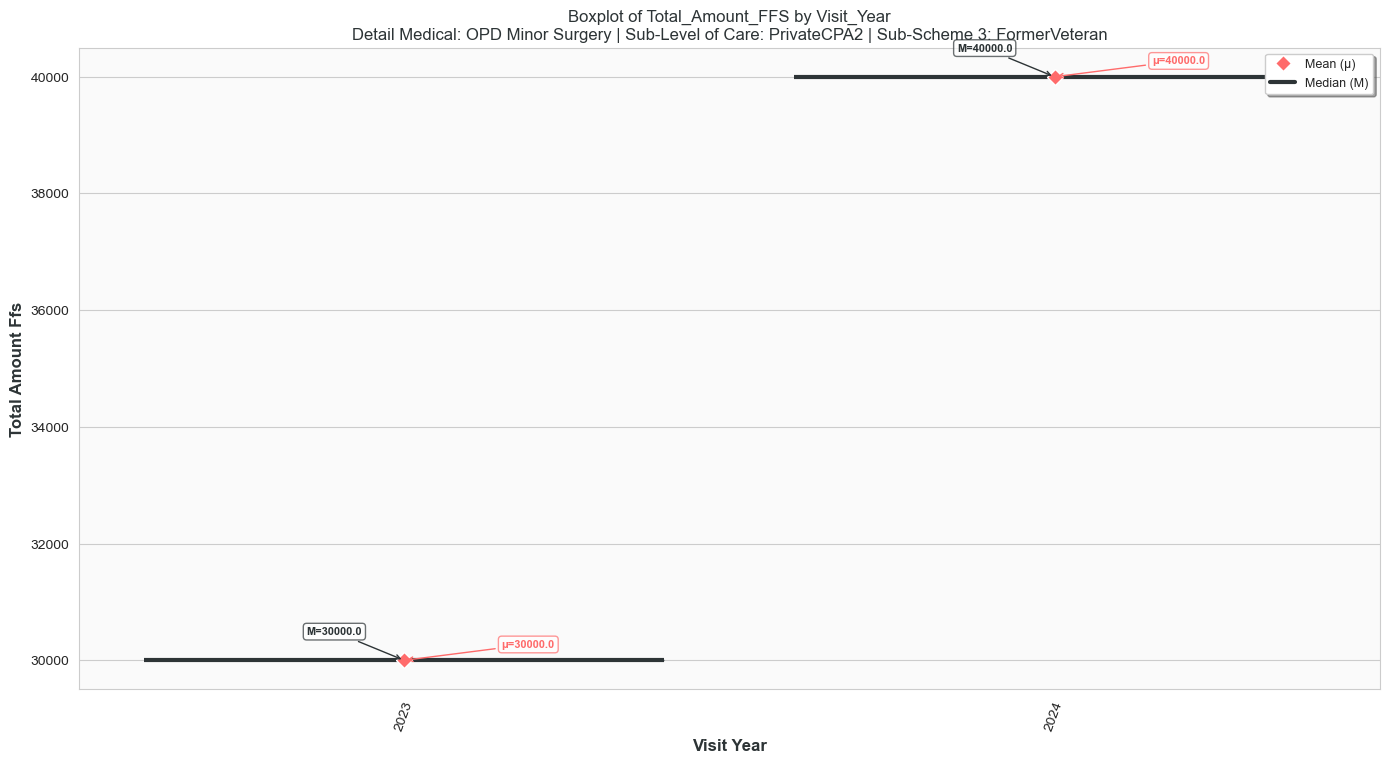 Boxplot of Total_Amount_FFS by Visit_Year
Detail Medical: OPD Minor Surgery | Sub-Level of Care: PrivateCPA2 | Sub-Scheme 3: FormerVeteran
M=40000.0
μ=40000.0
Mean (μ)
Median (M)
40000
38000
36000
34000
32000
30000
Total Amount Ffs
M=30000.0
μ=30000.0
2023
2024
Visit Year